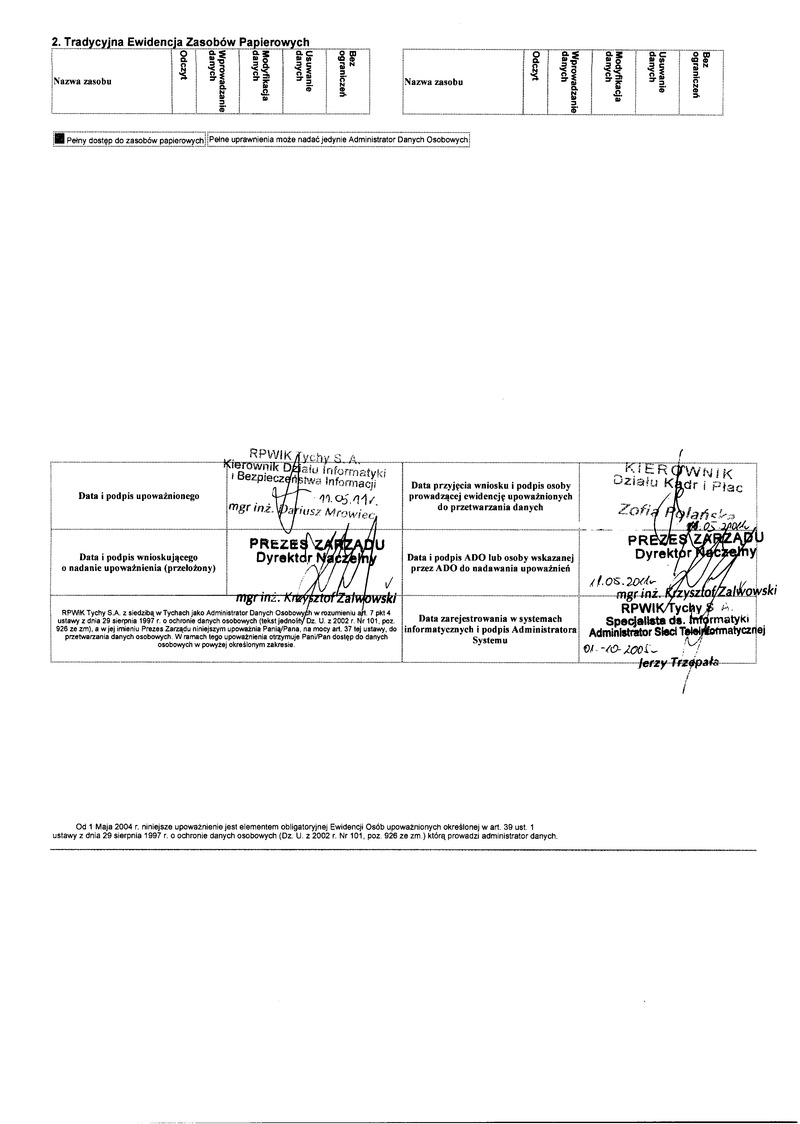 2. Tradycyjna Ewidencja Zasobów Papierowych
Nazwa zasobu
Odczyt
Wprowadzanie danych
Modyfikacja danych
Usuwanie danych
Bez ograniczeń
Nazwa zasobu
Odczyt
Wprowadzanie danych
Modyfikacja danych
Usuwanie danych
Bez ograniczeń
Pełny dostęp do zasobów papierowych
Pełne uprawnienia może nadać jedynie Administrator Danych Osobowych
Data i podpis upoważnionego
RPWIK Tychy S.A.
Kierownik Działu Informatyki
i Bezpieczeństwa Informacji
11.05.11r.
mgr inż. Dariusz Mrowiec
Data przyjęcia wniosku i podpis osoby
prowadzącej ewidencję upoważnionych
do przetwarzania danych
KIEROWNIK
Działu Kadr i Płac
Zofia Polańska
Data i podpis wnioskującego
o nadanie upoważnienia (przełożony)
PREZES ZARZĄDU
Dyrektor Naczelny
mgr inż. Krzysztof Zalwowski
Data i podpis ADO lub osoby wskazanej
przez ADO do nadawania upoważnień
PREZES ZARZĄDU
Dyrektor Naczelny
mgr inż. Krzysztof Zalwowski
RPWIK Tychy S.A. z siedzibą w Tychach jako Administrator Danych Osobowych w rozumieniu art. 7 pkt 4
ustawy z dnia 29 sierpnia 1997 r. o ochronie danych osobowych (tekst jednolity Dz. U. z 2002 r. Nr 101, poz.
926 ze zm), a w jej imieniu Prezes Zarządu niniejszym upoważnia Panią/Pana, na mocy art. 37 tej ustawy, do
przetwarzania danych osobowych. W ramach tego upoważnienia otrzymuje Pani/Pan dostęp do danych
osobowych w powyżej określonym zakresie.
Data zarejestrowania w systemach
informatycznych i podpis Administratora
Systemu
RPWIK Tychy S.A.
Specjalista ds. Informatyki
Administrator Sieci Teleinformatycznej
Jerzy Trzepała
Od 1 Maja 2004 r. niniejsze upoważnienie jest elementem obligatoryjnej Ewidencji Osób upoważnionych określonej w art. 39 ust. 1
ustawy z dnia 29 sierpnia 1997 r. o ochronie danych osobowych (Dz. U. z 2002 r. Nr 101, poz. 926 ze zm.) którą prowadzi administrator danych.